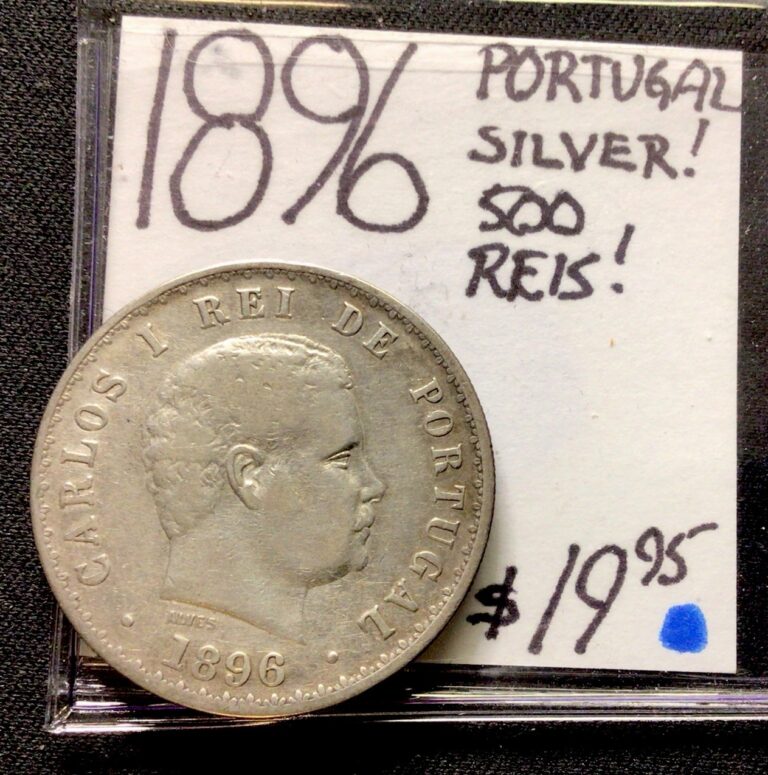 1896
PORTUGAL
SILVER!
500
REIS!
$19.95
CARLOS I REI DE PORTUGAL
ALVES
1896